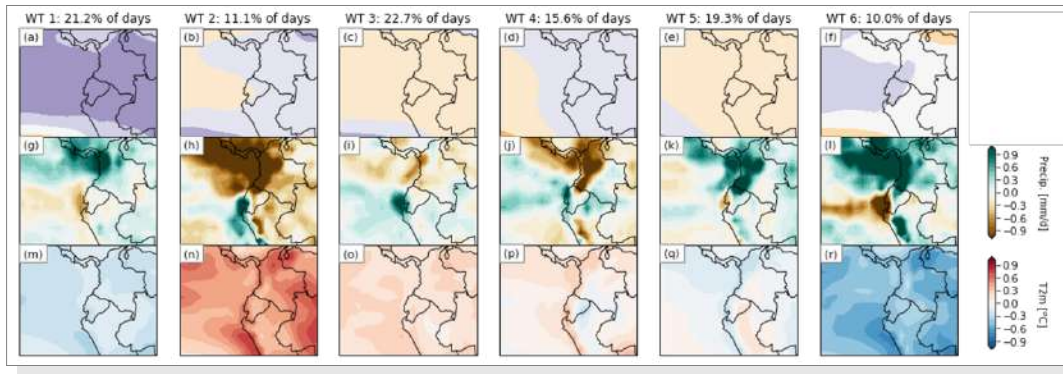 WT 1: 21.2% of days WT 2: 11.1% of days WT 3: 22.7% of days WT 4: 15.6% of days WT 5: 19.3% of days WT 6: 10.0% of days
(a) (b) (c) (d) (e) (f)
(g) (h) (i) (j) (k) (l)
0.9
0.6
0.3
0.0
−0.3
−0.6
−0.9
Precip. [mm/d]
(m) (n) (o) (p) (q) (r)
0.9
0.6
0.3
0.0
−0.3
−0.6
−0.9
T2m [°C]